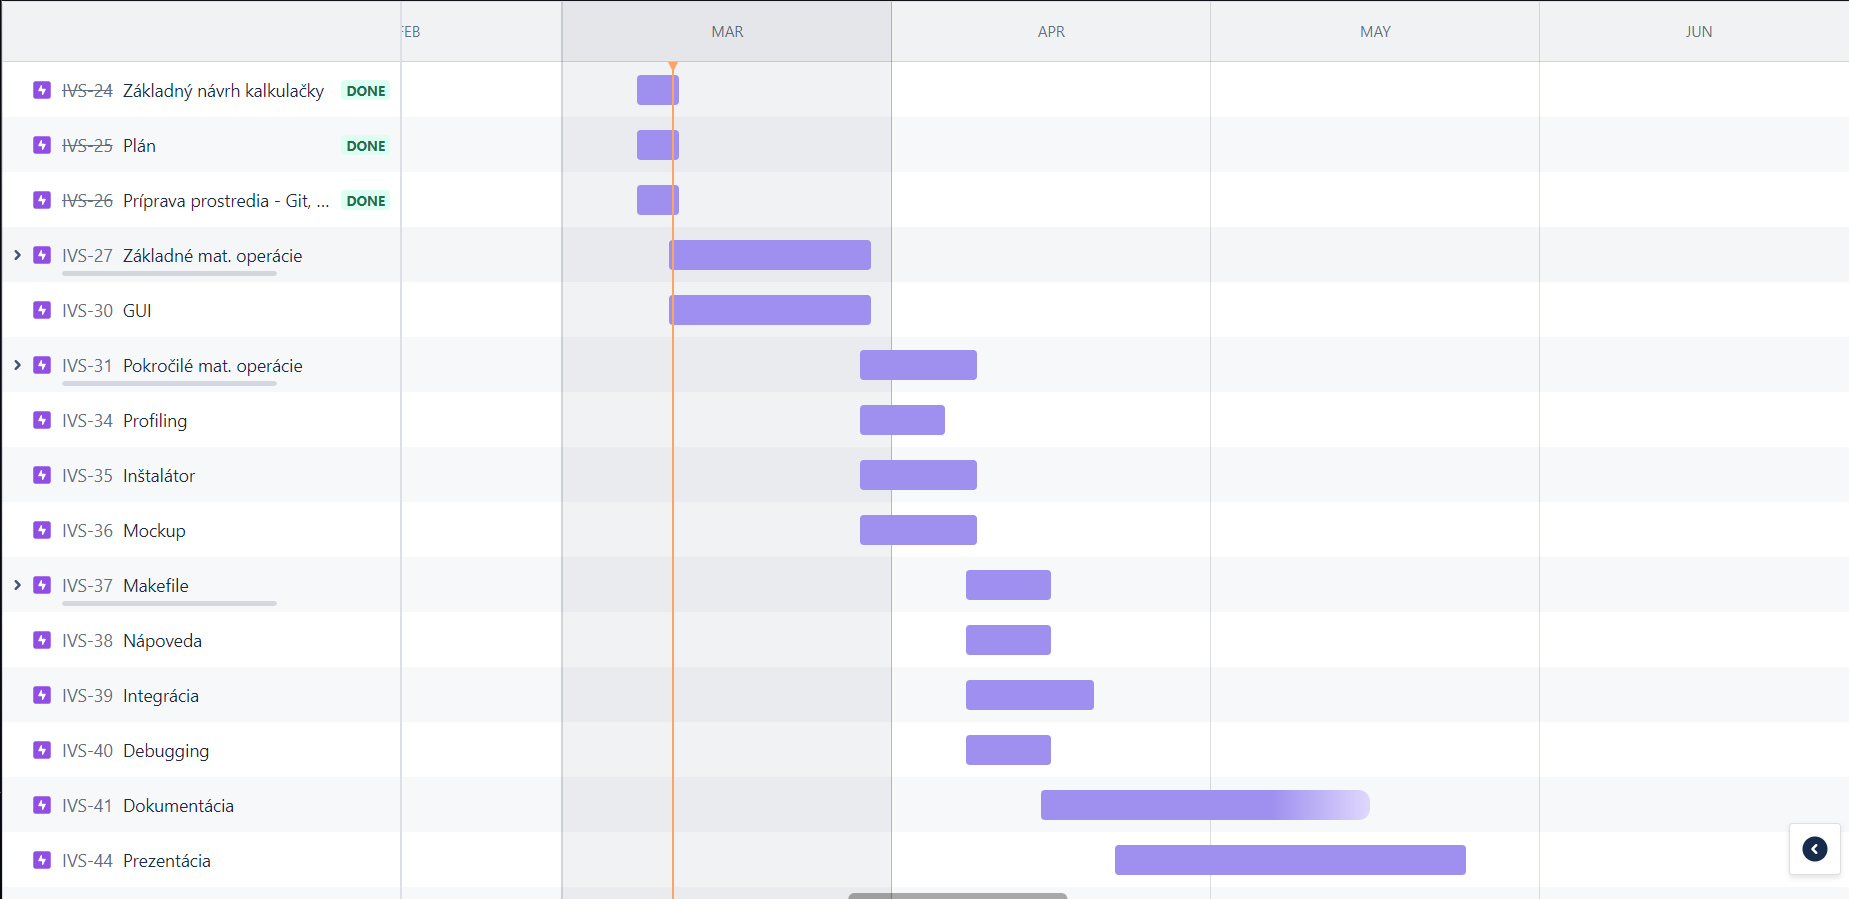 FEB MAR APR MAY JUN
IVS-24 Základný návrh kalkulačky DONE
IVS-25 Plán DONE
IVS-26 Príprava prostredia - Git, ... DONE
IVS-27 Základné mat. operácie
IVS-30 GUI
IVS-31 Pokročilé mat. operácie
IVS-34 Profiling
IVS-35 Inštalátor
IVS-36 Mockup
IVS-37 Makefile
IVS-38 Nápoveda
IVS-39 Integrácia
IVS-40 Debugging
IVS-41 Dokumentácia
IVS-44 Prezentácia